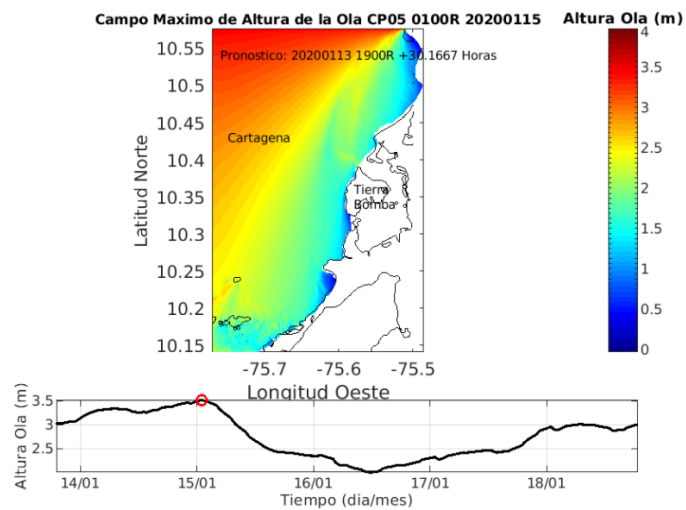 Campo Maximo de Altura de la Ola CP05 0100R 20200115
Altura Ola (m)
Pronostico: 20200113 1900R +30.1667 Horas
Cartagena
Tierra
Bomba
Latitud Norte
10.55
10.5
10.45
10.4
10.35
10.3
10.25
10.2
10.15
-75.7 -75.6 -75.5
Longitud Oeste
4
3.5
3
2.5
2
1.5
1
0.5
0
Altura Ola (m)
3.5
3
2.5
14/01 15/01 16/01 17/01 18/01
Tiempo (dia/mes)